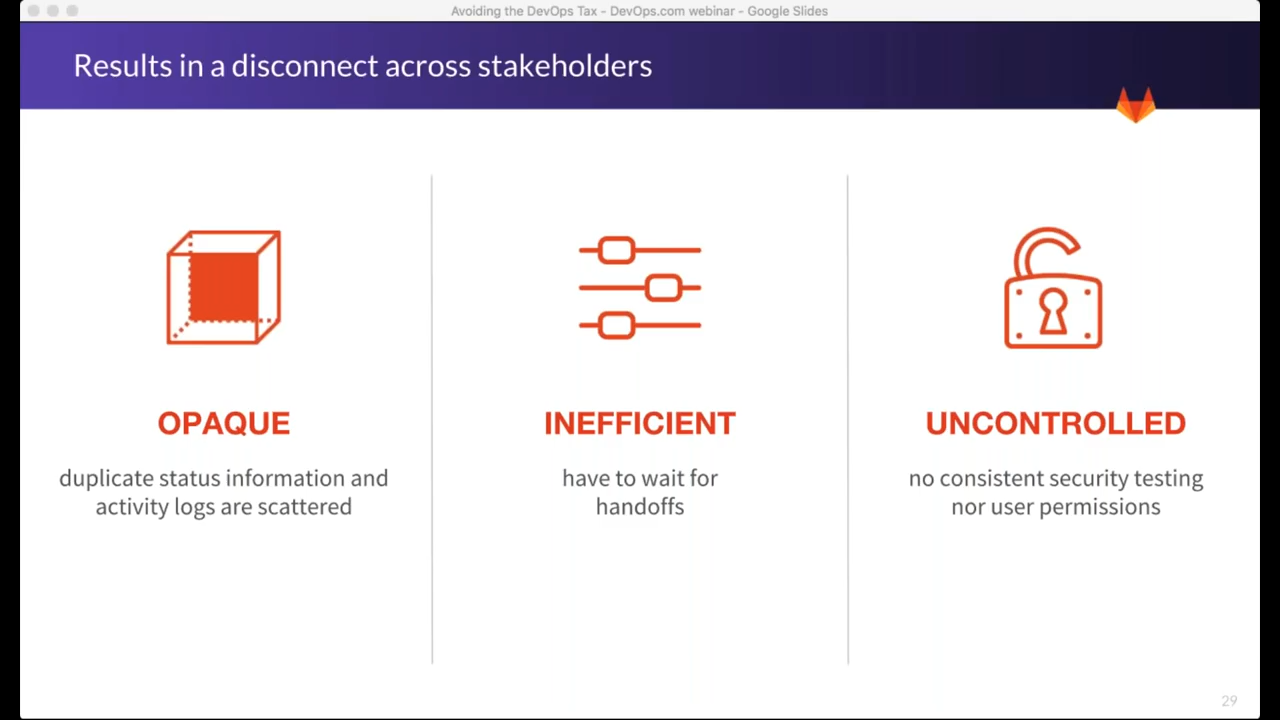 Avoiding the DevOps Tax - DevOps.com webinar - Google Slides
Results in a disconnect across stakeholders
OPAQUE
duplicate status information and
activity logs are scattered
INEFFICIENT
have to wait for
handoffs
UNCONTROLLED
no consistent security testing
nor user permissions
29